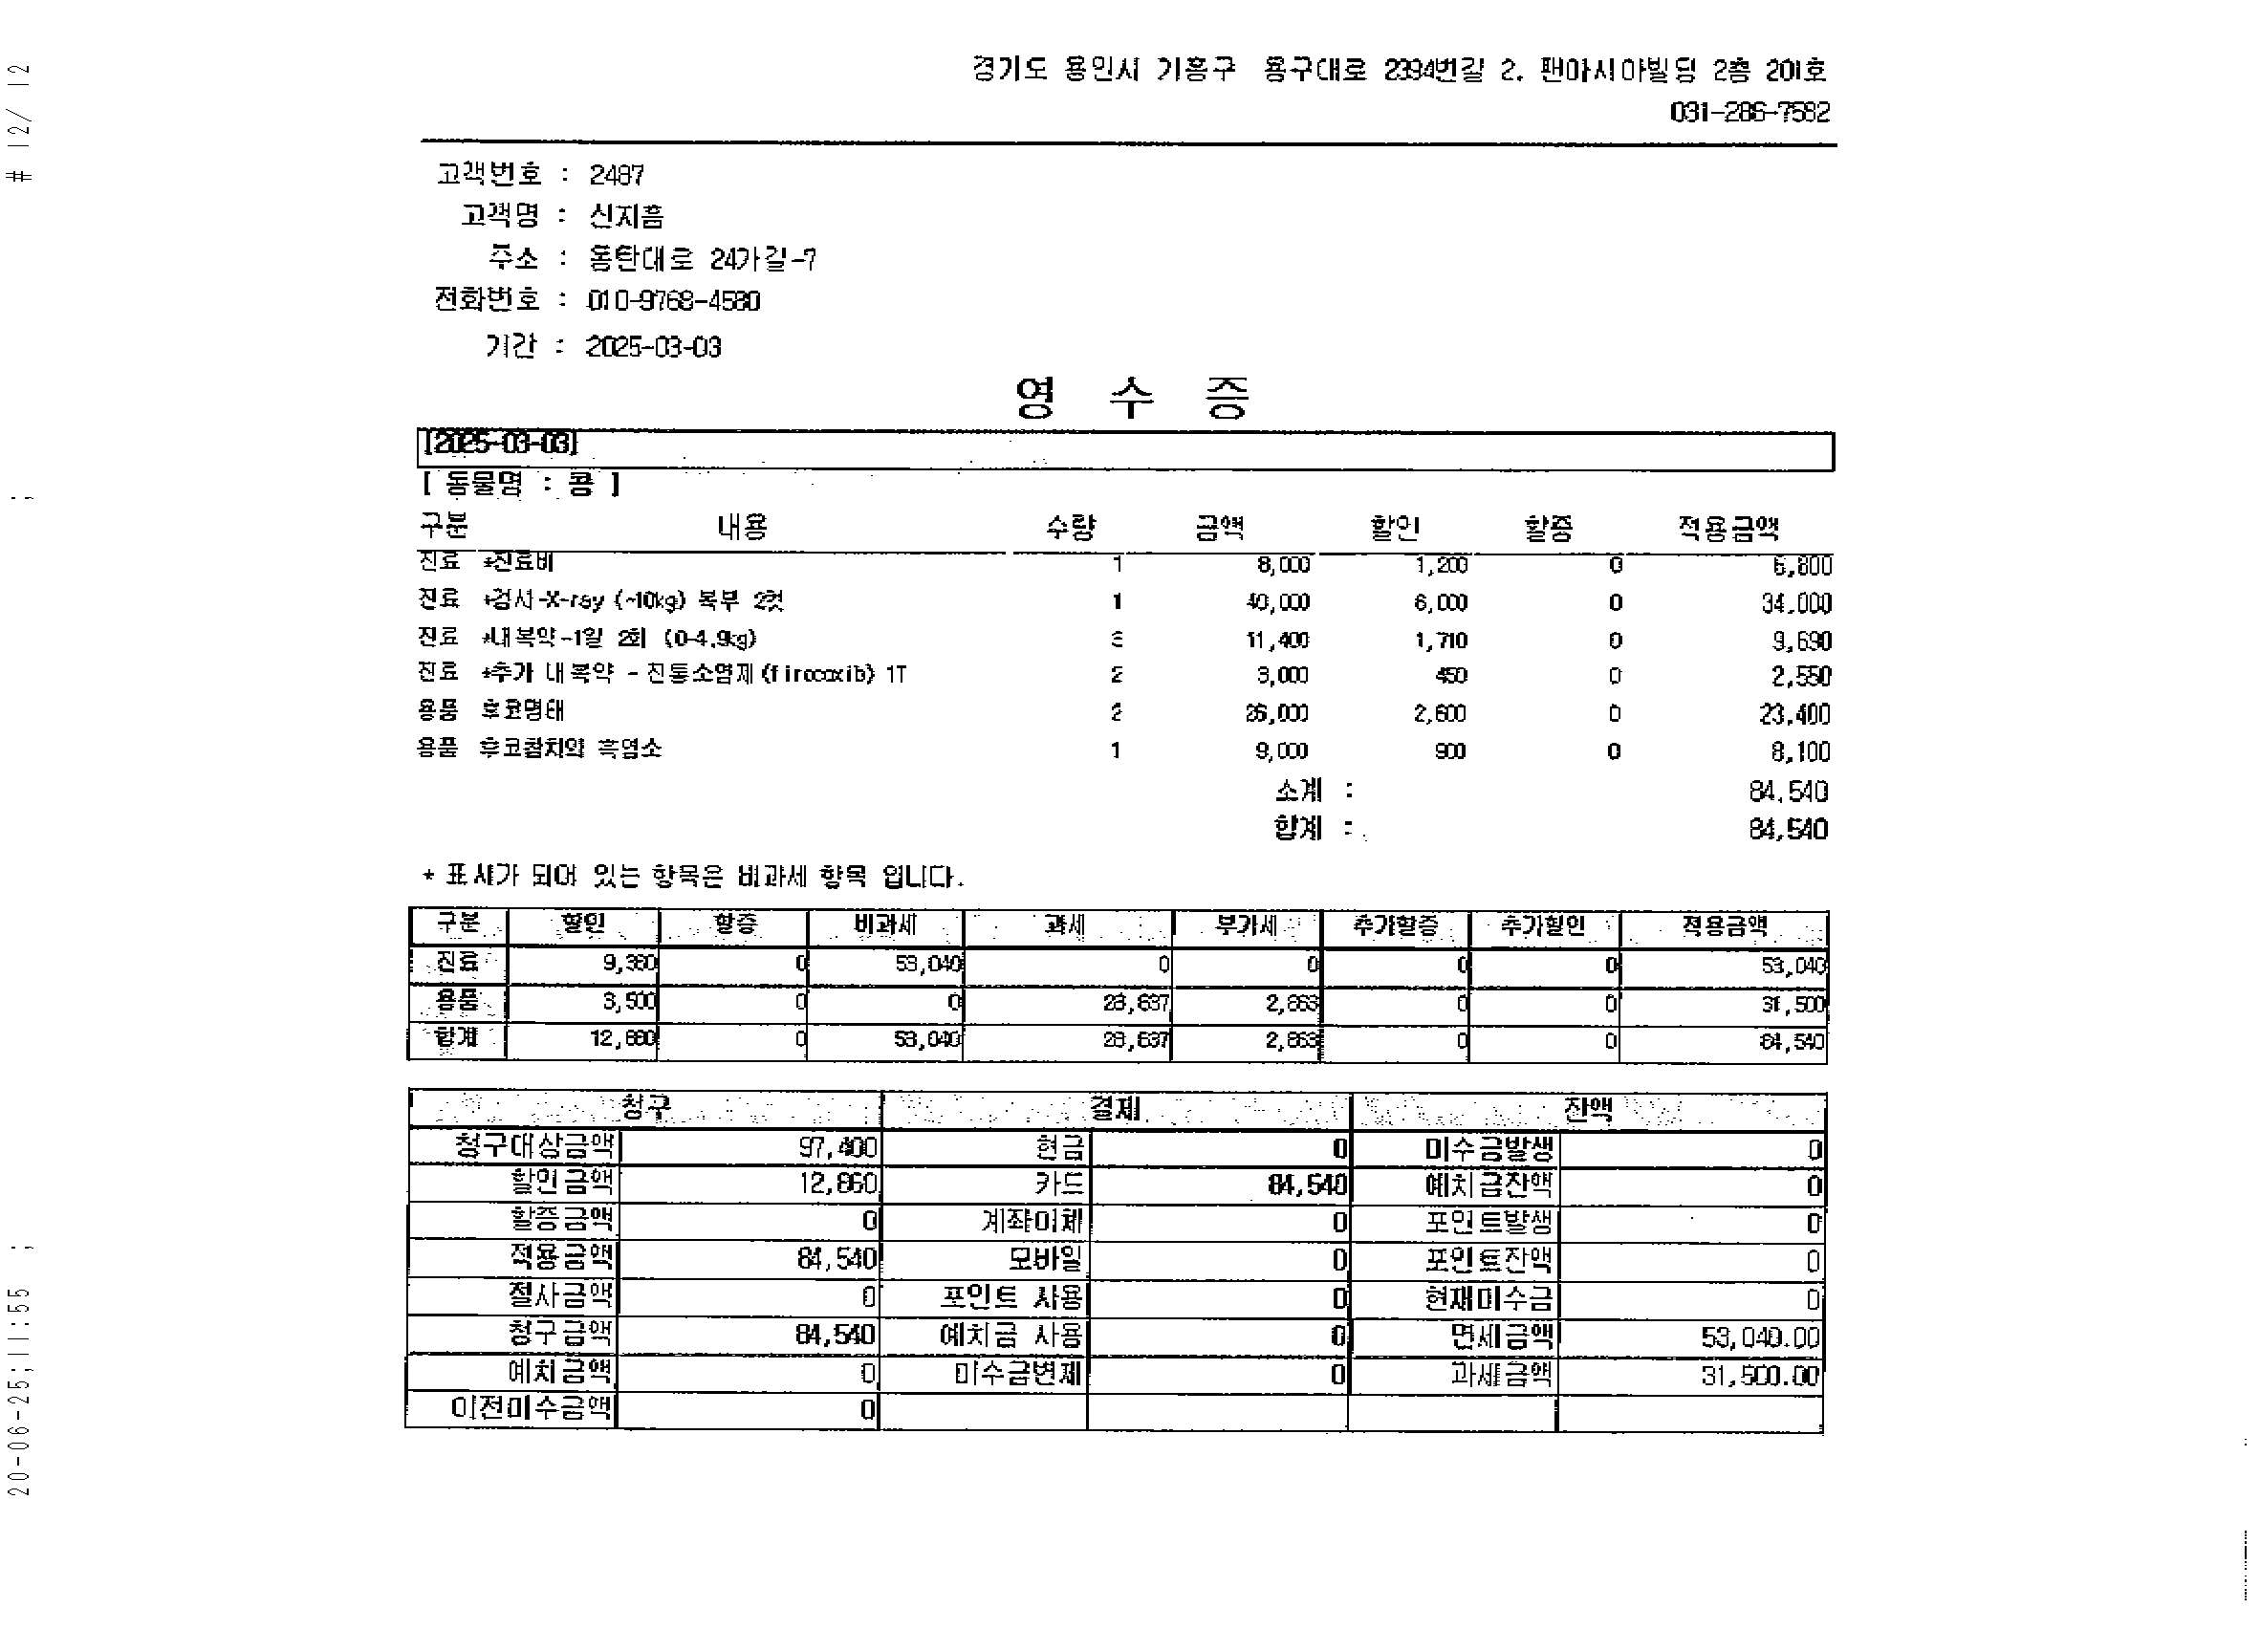 경기도 용인시 기흥구 용구대로 2394번길 2. 팬아시아빌딩 2층 201호
031-286-7582
고객번호 : 2487
고객명 : 신지흠
주소 : 동탄대로 24가길-7
전화번호 : 010-9768-4580
기간 : 2025-03-03
영 수 증
[2025-03-03]
[ 동물명 : 콩 ]
구분 내용 수량 금액 할인 할증 적용금액
진료 *진료비 1 8,000 1,200 0 6,800
진료 *검사-X-ray (~10kg) 복부 2컷 1 40,000 6,000 0 34,000
진료 *내복약-1일 2회 (0-4.9kg) 3 11,400 1,710 0 9,690
진료 *추가 내복약 - 진통소염제(firocoxib) 1T 2 3,000 450 0 2,550
용품 후코명태 2 26,000 2,600 0 23,400
용품 후코참치와 흑염소 1 9,000 900 0 8,100
소계 : 84,540
합계 : 84,540
* 표시가 되어 있는 항목은 비과세 항목 입니다.
구분 할인 할증 비과세 과세 부가세 추가할증 추가할인 적용금액
진료 9,360 0 53,040 0 0 0 0 53,040
용품 3,500 0 0 28,637 2,863 0 0 31,500
합계 12,860 0 53,040 28,637 2,863 0 0 84,540
청구 결제 잔액
청구대상금액 97,400 현금 0 미수금발생 0
할인금액 12,860 카드 84,540 예치금잔액 0
할증금액 0 계좌이체 0 포인트발생 0
적용금액 84,540 모바일 0 포인트잔액 0
절사금액 0 포인트 사용 0 현재미수금 0
청구금액 84,540 예치금 사용 0 면세금액 53,040.00
예치금액 0 미수금변제 0 과세금액 31,500.00
이전미수금액 0
20-06-25;11:55 ; ; # 12/ 12